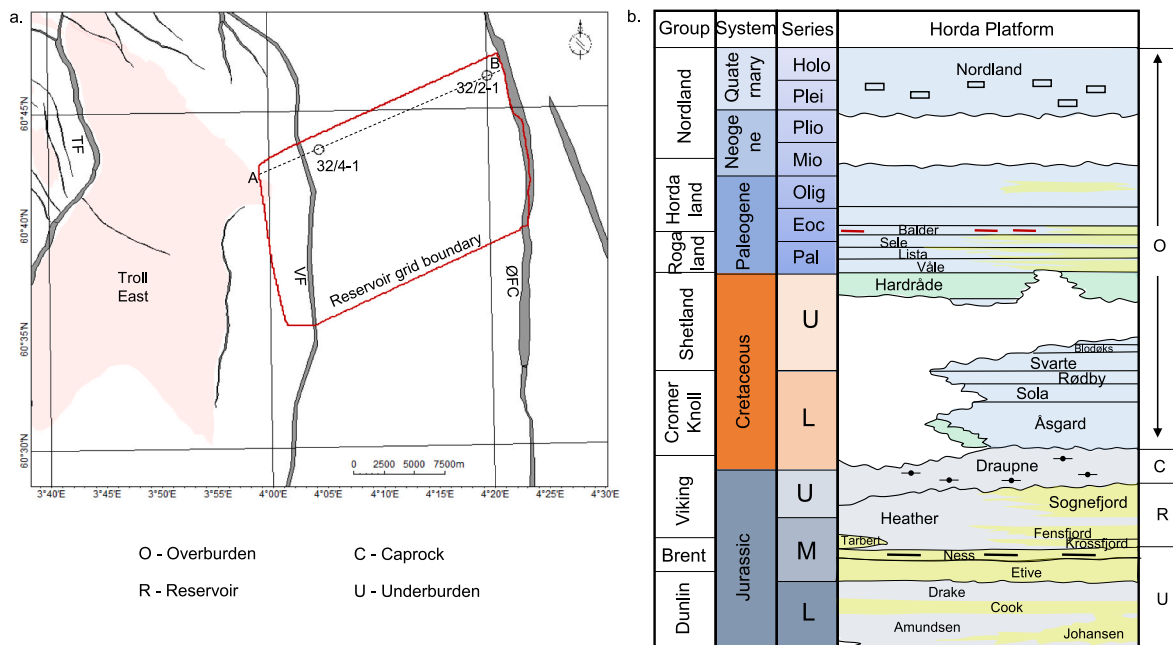 a.
B
32/2-1
60°45'N
TF
32/4-1
A
60°40'N
Troll
East
VF
Reservoir grid boundary
ØFC
60°35'N
60°30'N
0 2500 5000 7500m
3°40'E 3°50'E 3°55'E 4°00'E 4°05'E 4°10'E 4°15'E 4°20'E 4°25'E 4°30'E
O - Overburden
C - Caprock
R - Reservoir
U - Underburden
b.
Group System Series Horda Platform
Nordland
Horda
land
Roga
land
Shetland
Cromer
Knoll
Viking
Brent
Dunlin
Quate
rnary
Neoge
ne
Paleogene
Cretaceous
Jurassic
Holo
Plei
Plio
Mio
Olig
Eoc
Pal
U
L
U
M
L
Nordland
Balder
Sele
Lista
Våle
Hardråde
Blodøks
Svarte
Rødby
Sola
Åsgard
Draupne
Sognefjord
Heather
Fensfjord
Krossfjord
Tarbert
Ness
Etive
Drake
Cook
Amundsen
Johansen
O
C
R
U